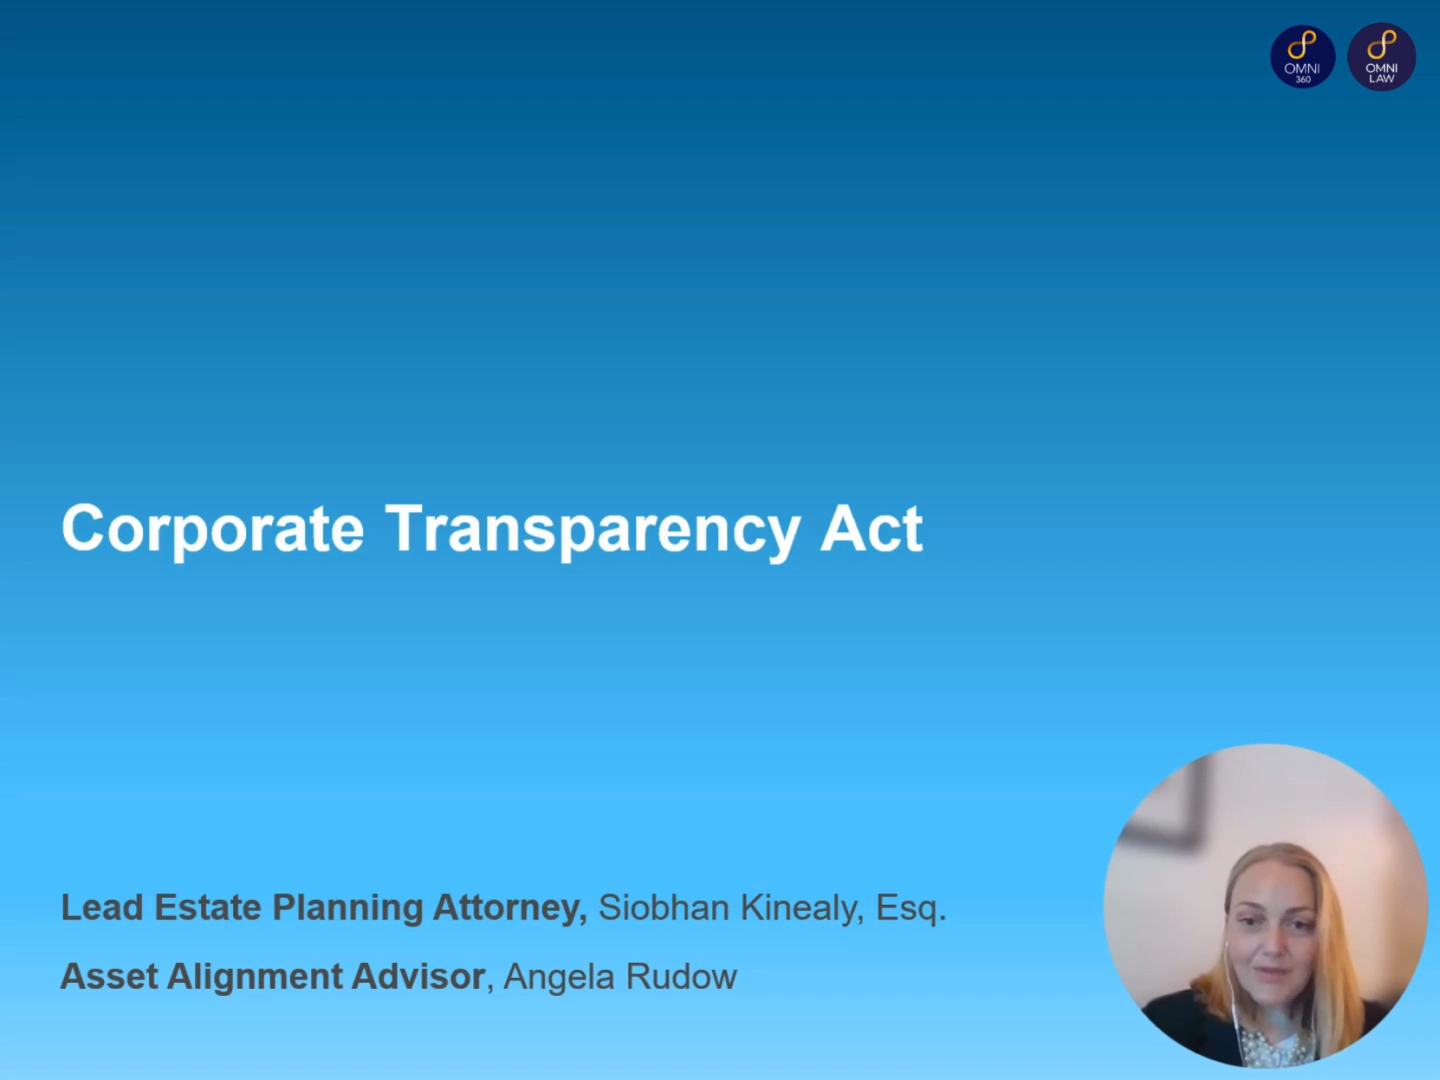 OMNI
360
OMNI
LAW
Corporate Transparency Act
Lead Estate Planning Attorney, Siobhan Kinealy, Esq.
Asset Alignment Advisor, Angela Rudow